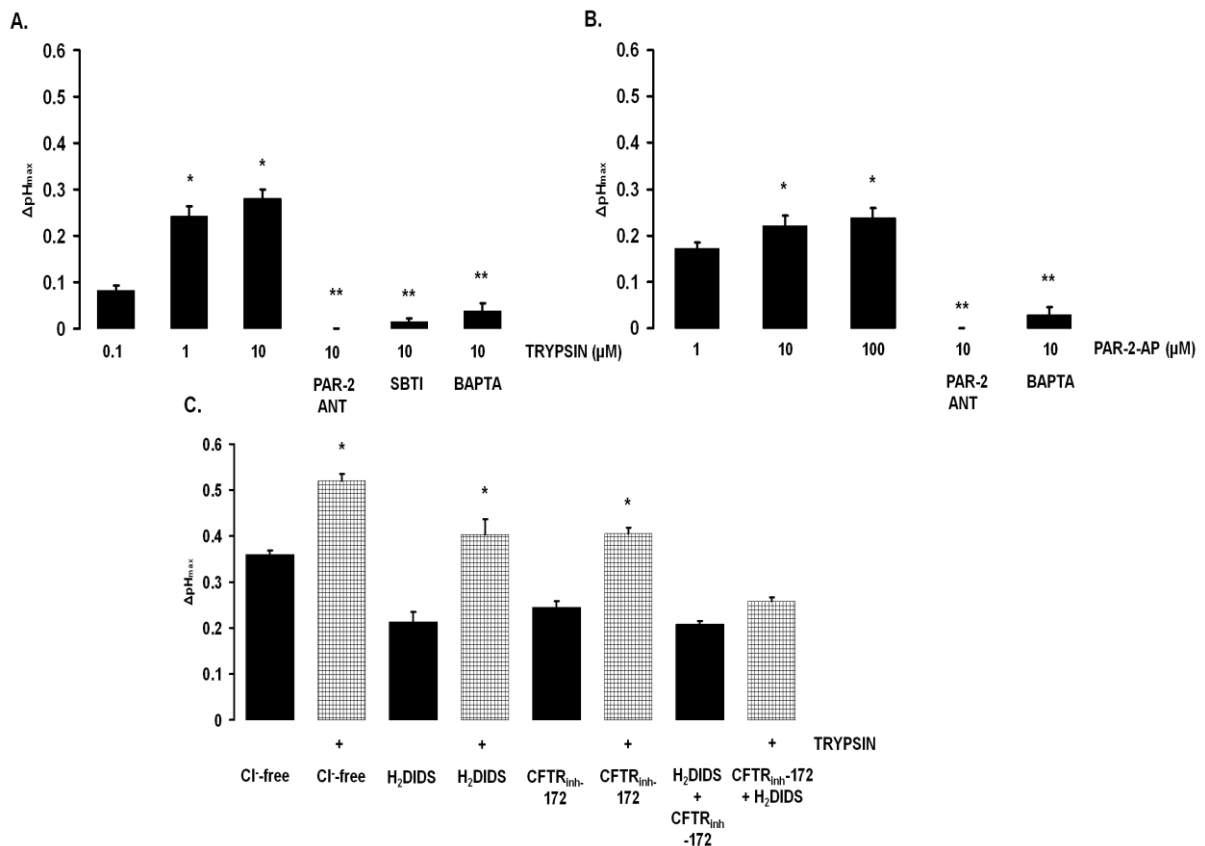 A.
0.6
0.5
0.4
0.3
0.2
0.1
0
ΔpHmax
*
*
**
**
**
0.1 1 10 10 10 10 TRYPSIN (µM)
PAR-2 SBTI BAPTA
ANT
B.
0.6
0.5
0.4
0.3
0.2
0.1
0
ΔpHmax
*
*
**
**
1 10 100 10 10 PAR-2-AP (µM)
PAR-2 BAPTA
ANT
C.
0.6
0.5
0.4
0.3
0.2
0.1
0
ΔpHmax
*
*
*
+ + + + TRYPSIN
Cl⁻-free Cl⁻-free H₂DIDS H₂DIDS CFTRinh- CFTRinh- H₂DIDS CFTRinh-172
172 172 + + H₂DIDS
CFTRinh
-172